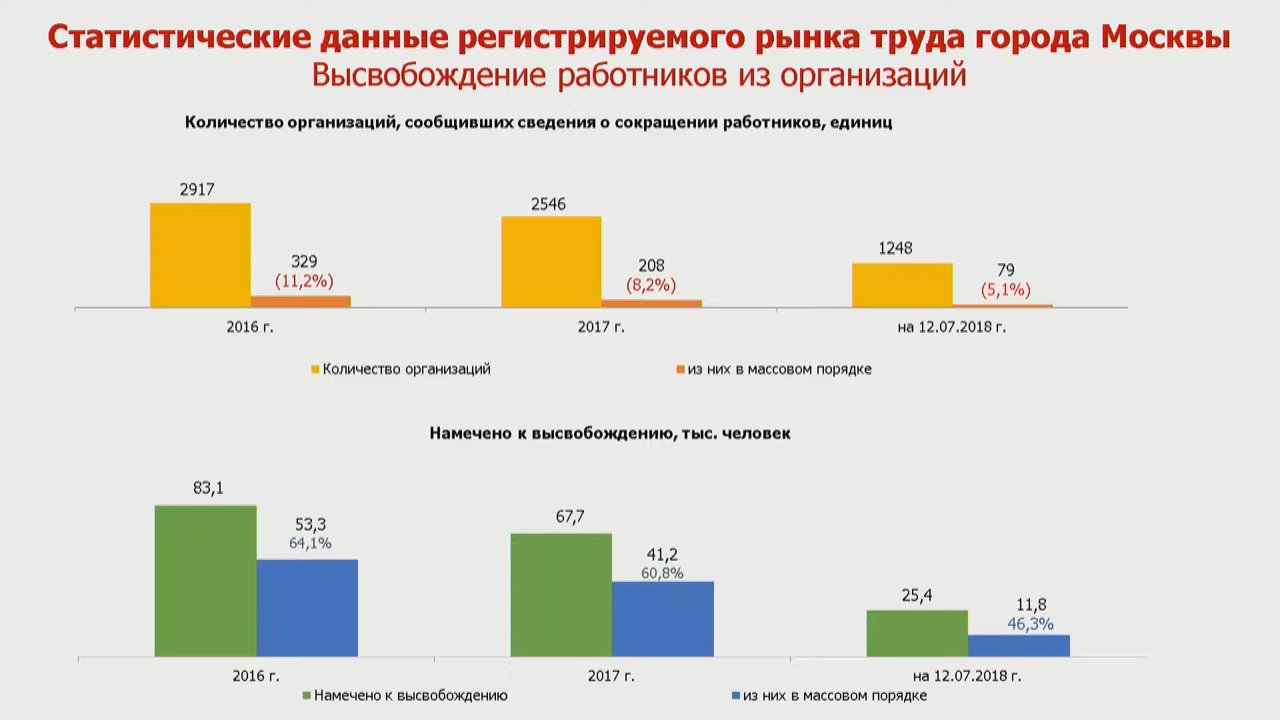 Статистические данные регистрируемого рынка труда города Москвы
Высвобождение работников из организаций
Количество организаций, сообщивших сведения о сокращении работников, единиц
2917
329
(11,2%)
2546
208
(8,2%)
1248
79
(5,1%)
2016 г.
2017 г.
на 12.07.2018 г.
Количество организаций
из них в массовом порядке
Намечено к высвобождению, тыс. человек
83,1
53,3
64,1%
67,7
41,2
60,8%
25,4
11,8
46,3%
2016 г.
2017 г.
на 12.07.2018 г.
Намечено к высвобождению
из них в массовом порядке